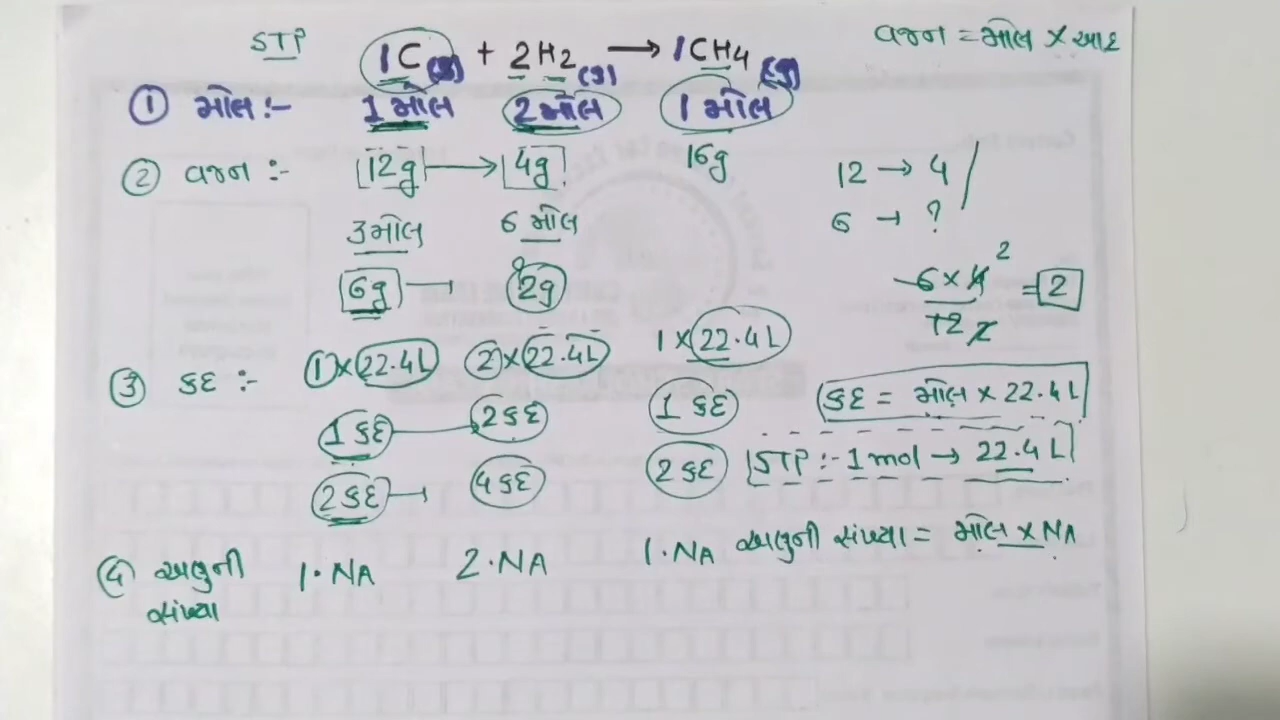 STP 1C(g) + 2H2(g) → 1CH4(g) વજન = મોલ × આદ
① મોલ :- 1 મોલ 2 મોલ 1 મોલ
② વજન :- 12g → 4g 16g 12 → 4
3મોલ 6 મોલ 6 → ?
6g → 2g 6 × 4 2 = 2
12 2
③ કદ :- 1 × 22.4L 2 × 22.4L 1 × 22.4L
1 કદ 2 કદ 1 કદ કદ = મોલ × 22.4L
2 કદ → 4 કદ 2 કદ STP :- 1 mol → 22.4 L
④ અણુની સંખ્યા 1·NA 2·NA 1·NA અણુની સંખ્યા = મોલ × NA